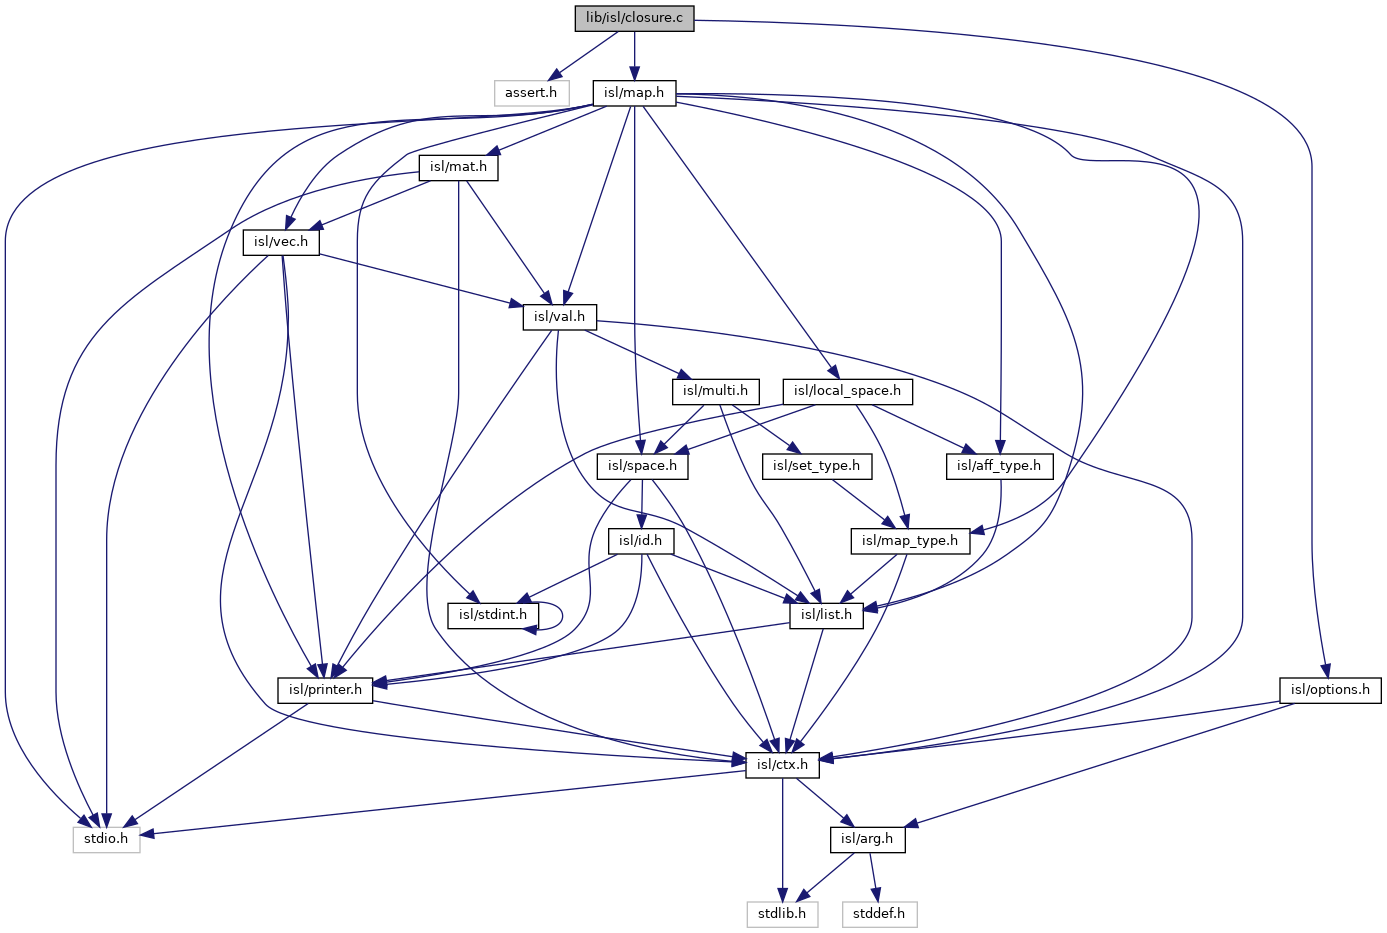 lib/isl/closure.c
assert.h
isl/map.h
isl/mat.h
isl/vec.h
isl/val.h
isl/multi.h
isl/local_space.h
isl/space.h
isl/set_type.h
isl/aff_type.h
isl/id.h
isl/map_type.h
isl/stdint.h
isl/list.h
isl/printer.h
isl/options.h
isl/ctx.h
stdio.h
isl/arg.h
stdlib.h
stddef.h